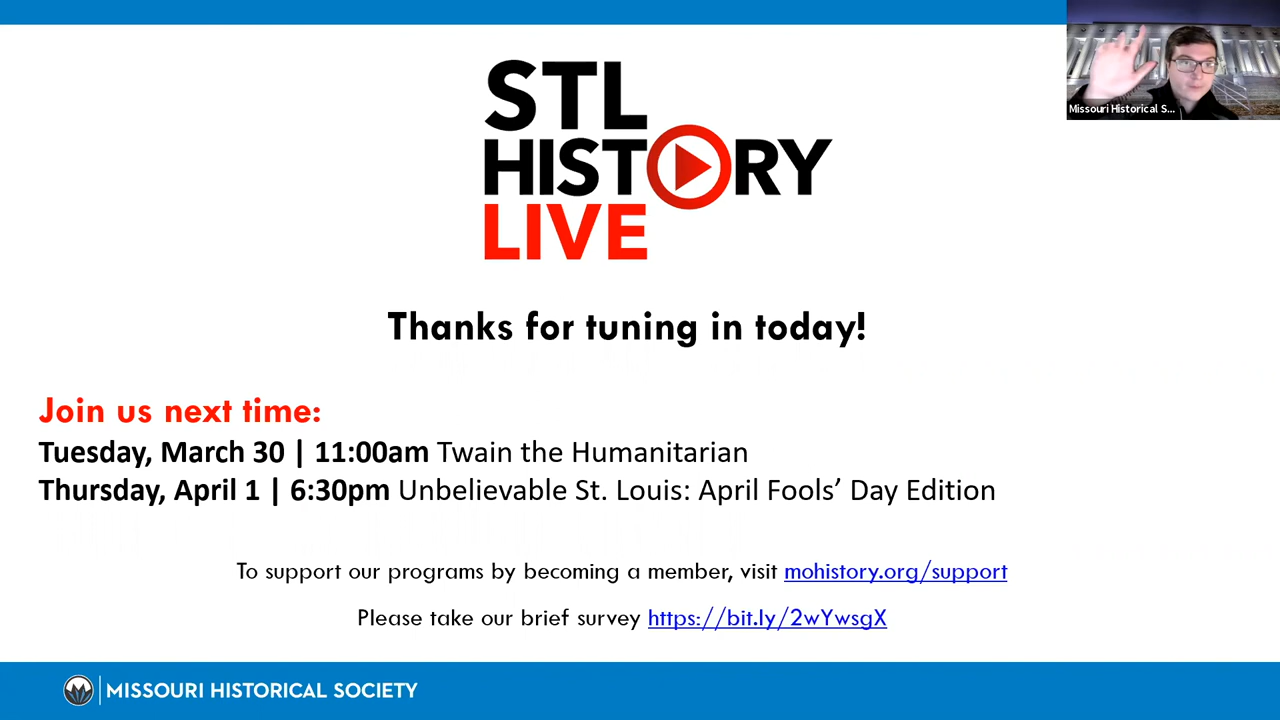 STL
HISTORY
LIVE
Missouri Historical S...
Thanks for tuning in today!
Join us next time:
Tuesday, March 30 | 11:00am Twain the Humanitarian
Thursday, April 1 | 6:30pm Unbelievable St. Louis: April Fools’ Day Edition
To support our programs by becoming a member, visit mohistory.org/support
Please take our brief survey https://bit.ly/2wYwsgX
MISSOURI HISTORICAL SOCIETY